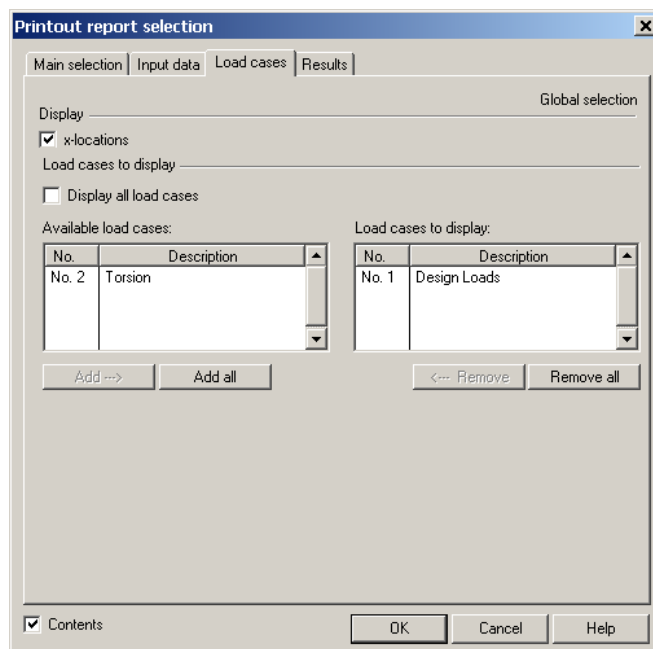 Printout report selection
Main selection Input data Load cases Results
Global selection
Display
x-locations
Load cases to display
Display all load cases
Available load cases: Load cases to display:
No. Description No. Description
No. 2 Torsion No. 1 Design Loads
Add ---> Add all <--- Remove Remove all
Contents OK Cancel Help